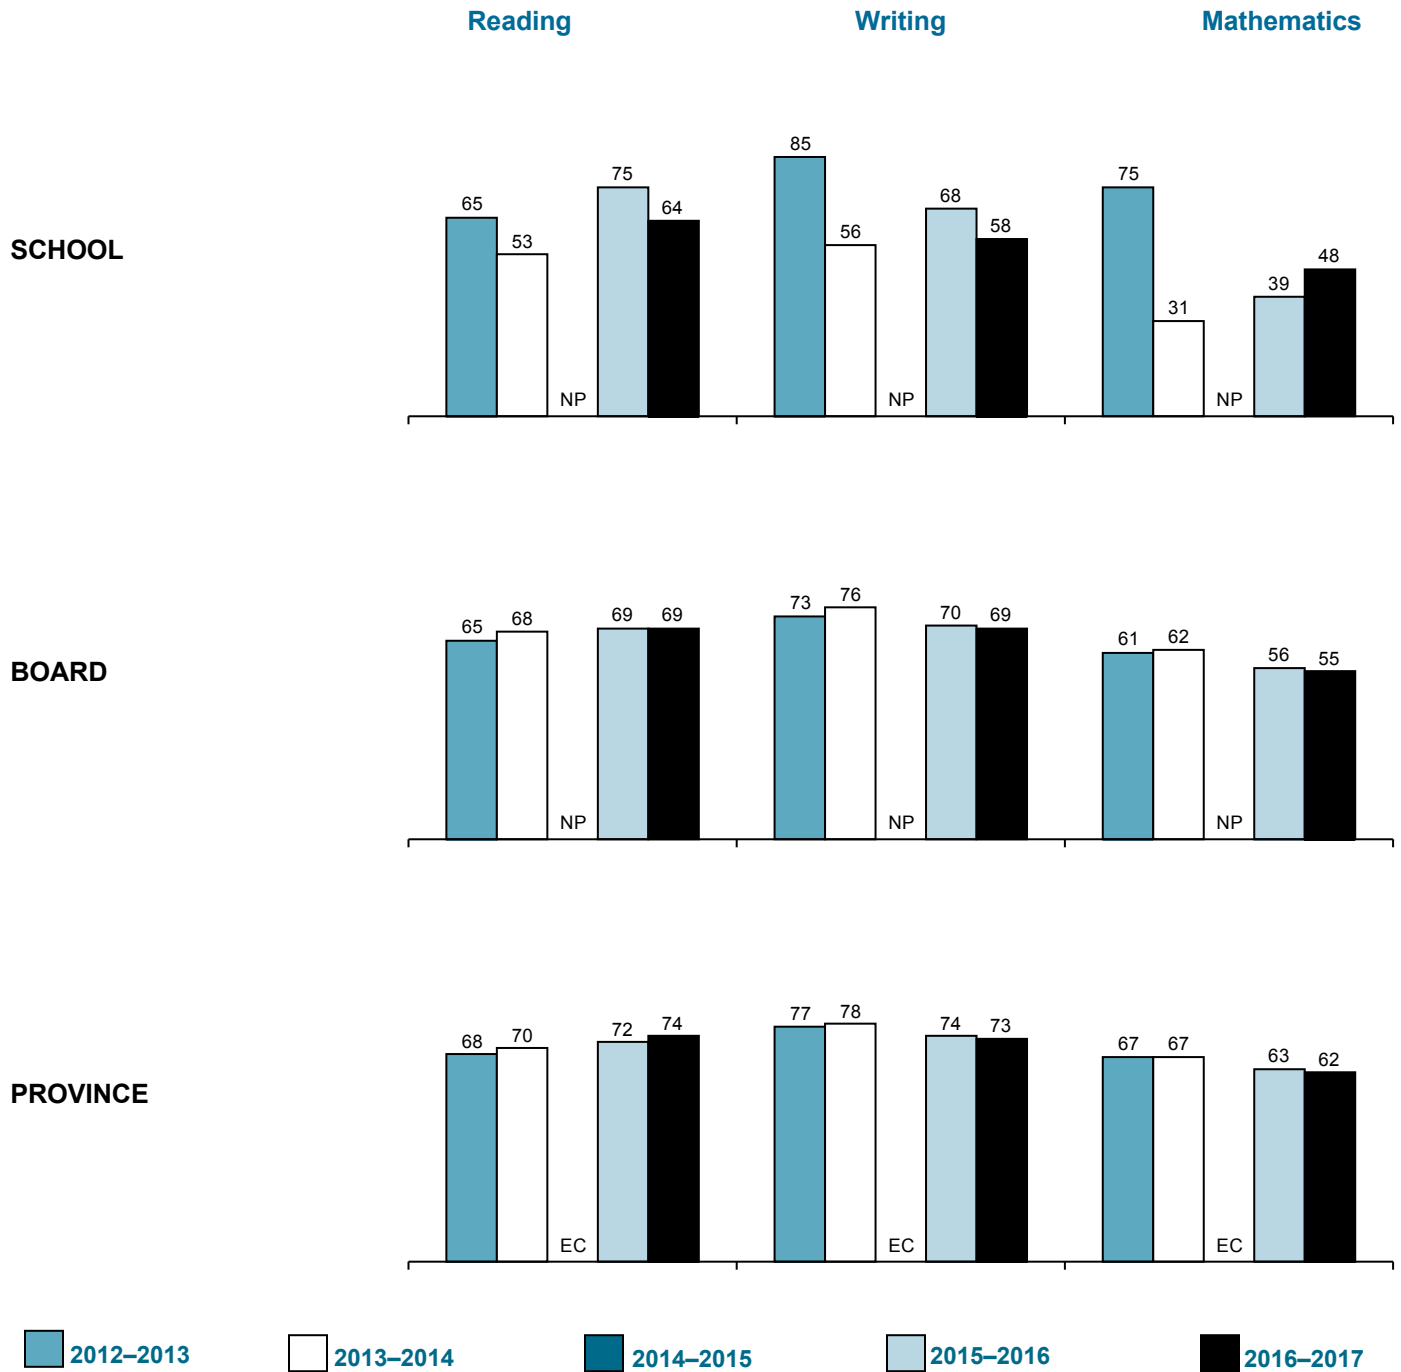 Reading Writing Mathematics
SCHOOL
65 53 NP 75 64 85 56 NP 68 58 75 31 NP 39 48
BOARD
65 68 NP 69 69 73 76 NP 70 69 61 62 NP 56 55
PROVINCE
68 70 EC 72 74 77 78 EC 74 73 67 67 EC 63 62
2012–2013 2013–2014 2014–2015 2015–2016 2016–2017